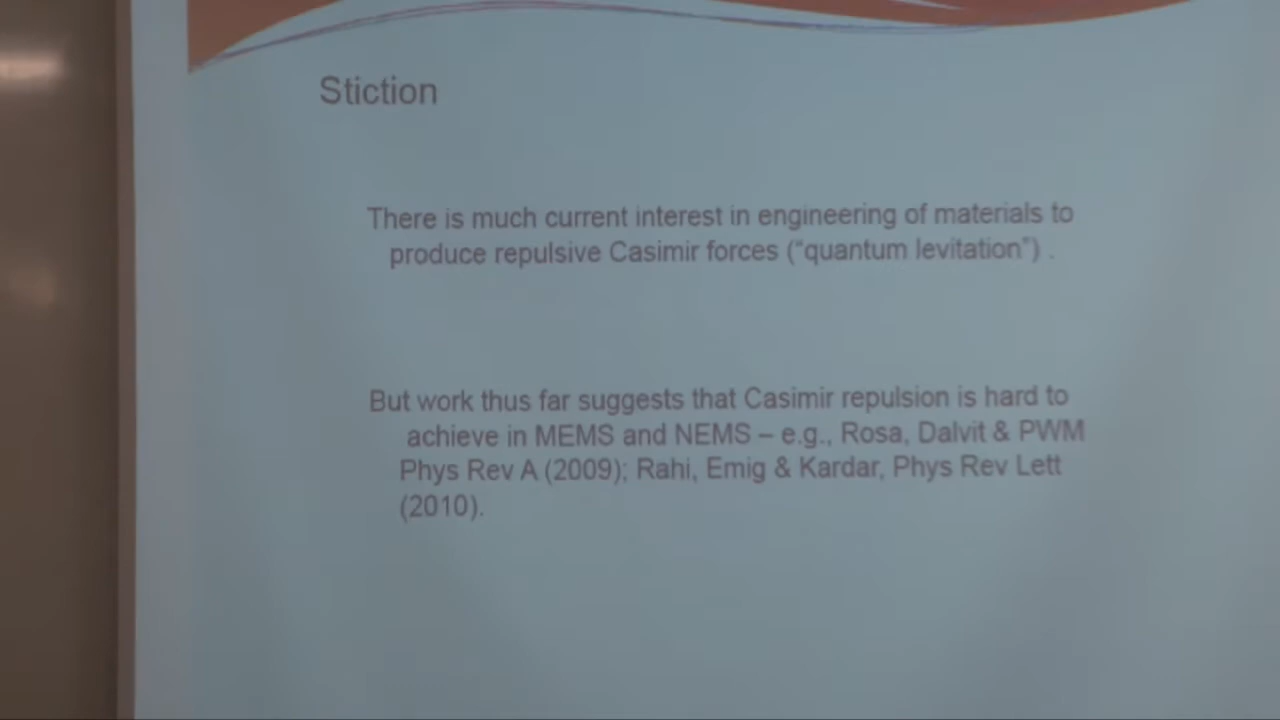 Stiction
There is much current interest in engineering of materials to
produce repulsive Casimir forces (“quantum levitation”) .
But work thus far suggests that Casimir repulsion is hard to
achieve in MEMS and NEMS – e.g., Rosa, Dalvit & PWM
Phys Rev A (2009); Rahi, Emig & Kardar, Phys Rev Lett
(2010).